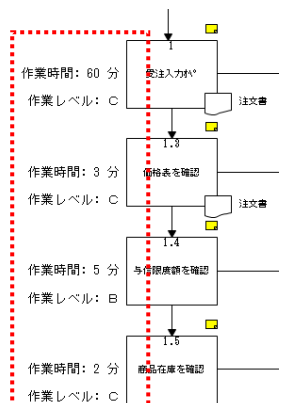 1
作業時間: 60 分
受注入力ｵﾍﾟ
作業レベル: C
注文書
1.3
作業時間: 3 分
価格表を確認
作業レベル: C
注文書
1.4
作業時間: 5 分
与信限度額を確認
作業レベル: B
1.5
作業時間: 2 分
商品在庫を確認
作業レベル: C